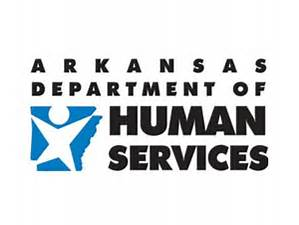 ARKANSAS
DEPARTMENT OF
HUMAN
SERVICES